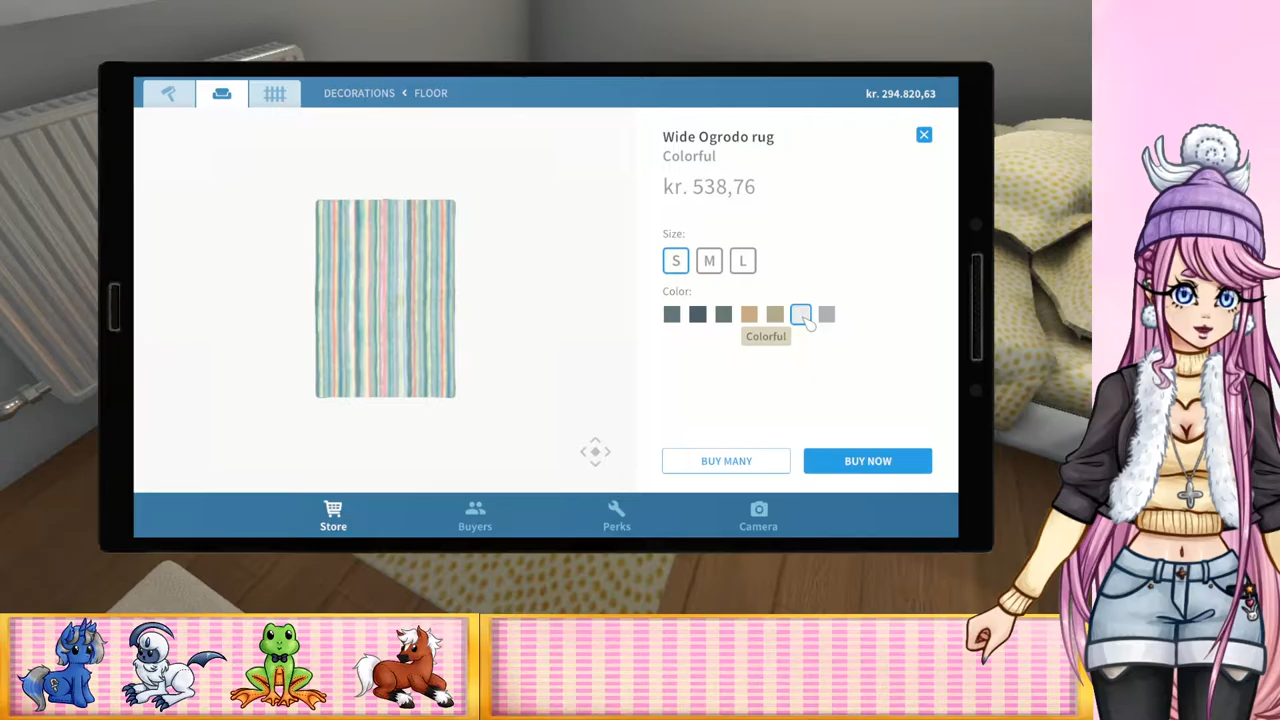 DECORATIONS < FLOOR
kr. 294.820,63
Wide Ogrodo rug
Colorful
kr. 538,76
Size:
S M L
Color:
Colorful
BUY MANY
BUY NOW
Store
Buyers
Perks
Camera